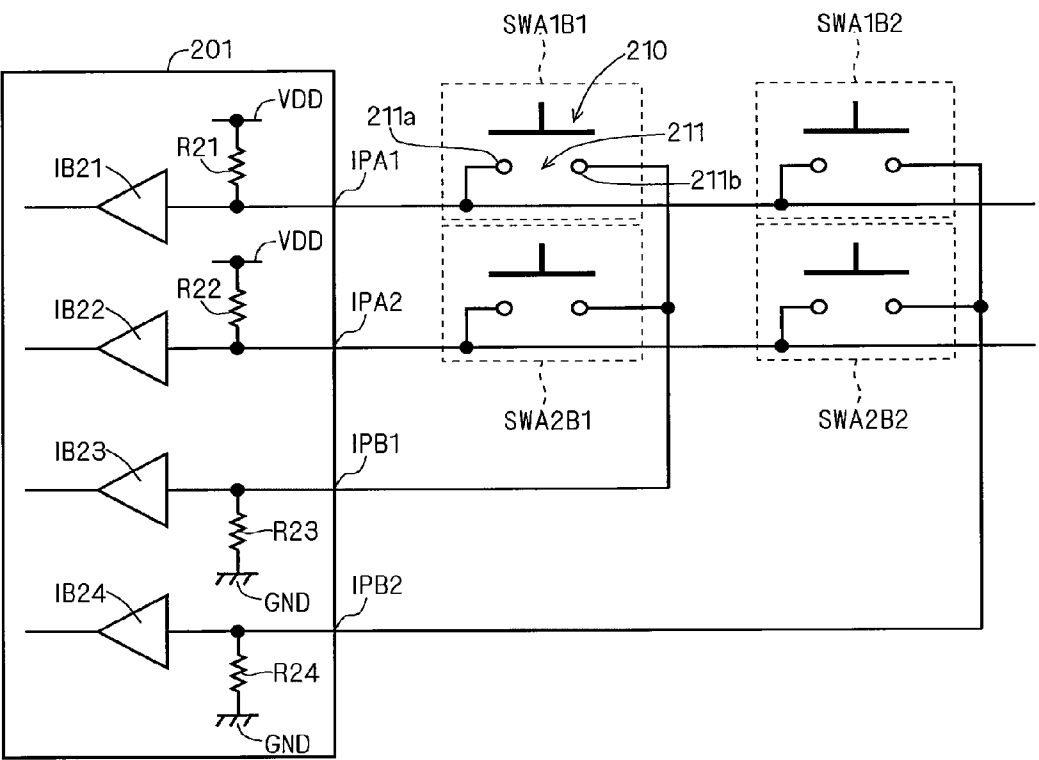 SWA1B1
SWA1B2
201
210
VDD
211a
211
R21
IPA1
IB21
211b
VDD
R22
IB22
IPA2
SWA2B1
SWA2B2
IB23
IPB1
R23
IB24
GND
IPB2
R24
GND